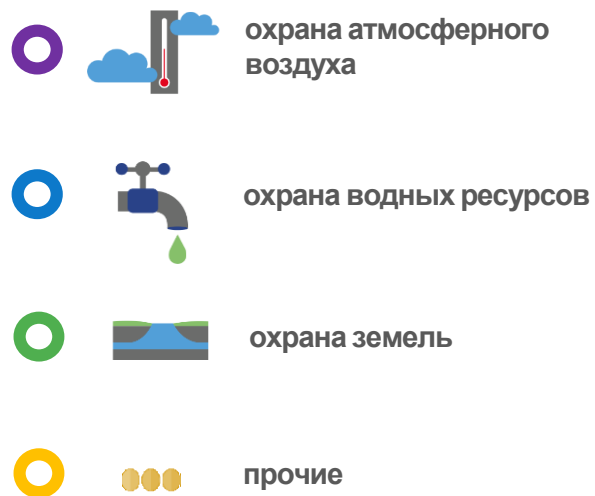 охрана атмосферного
воздуха
охрана водных ресурсов
охрана земель
прочие